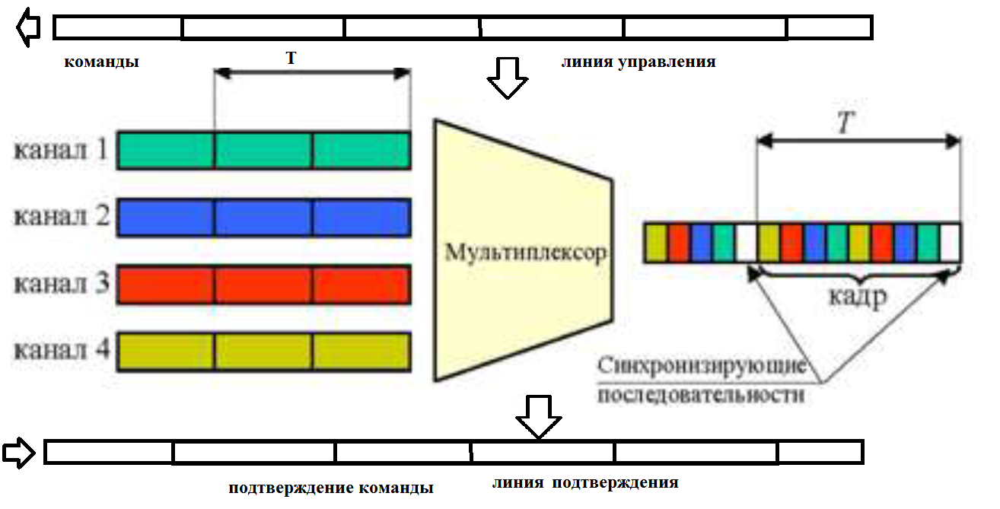 команды
T
линия управления
канал 1
канал 2
канал 3
канал 4
Мультиплексор
T
кадр
Синхронизирующие
последовательности
подтверждение команды
линия подтверждения